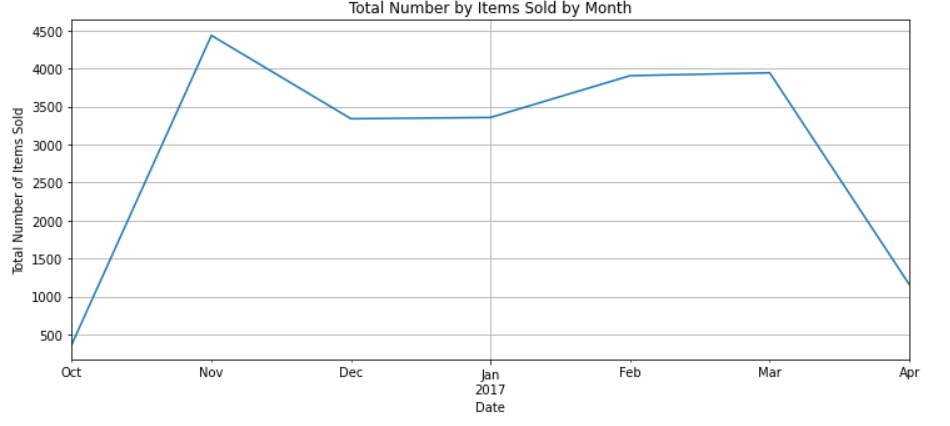 Total Number by Items Sold by Month
Total Number of Items Sold
4500
4000
3500
3000
2500
2000
1500
1000
500
Oct Nov Dec Jan Feb Mar Apr
2017
Date